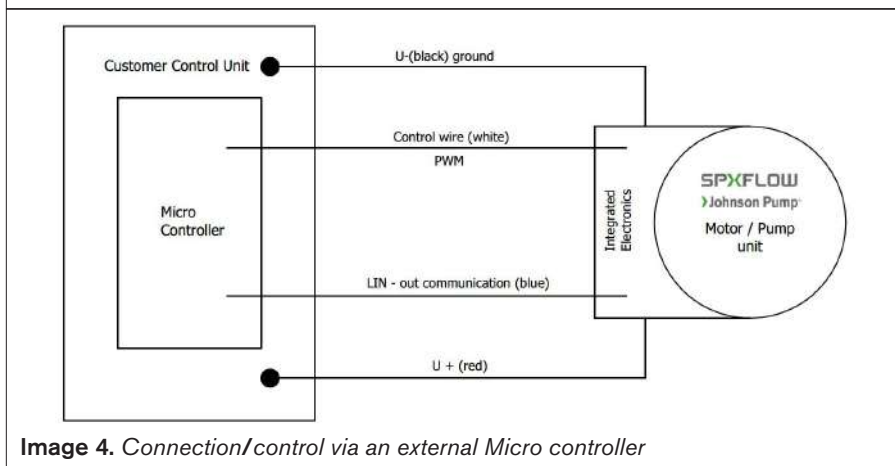 U-(black) ground
Customer Control Unit
Control wire (white)
PWM
Micro
Controller
Integrated
Electronics
SPXFLOW
Johnson Pump
Motor / Pump
unit
LIN - out communication (blue)
U + (red)
Image 4. Connection/control via an external Micro controller